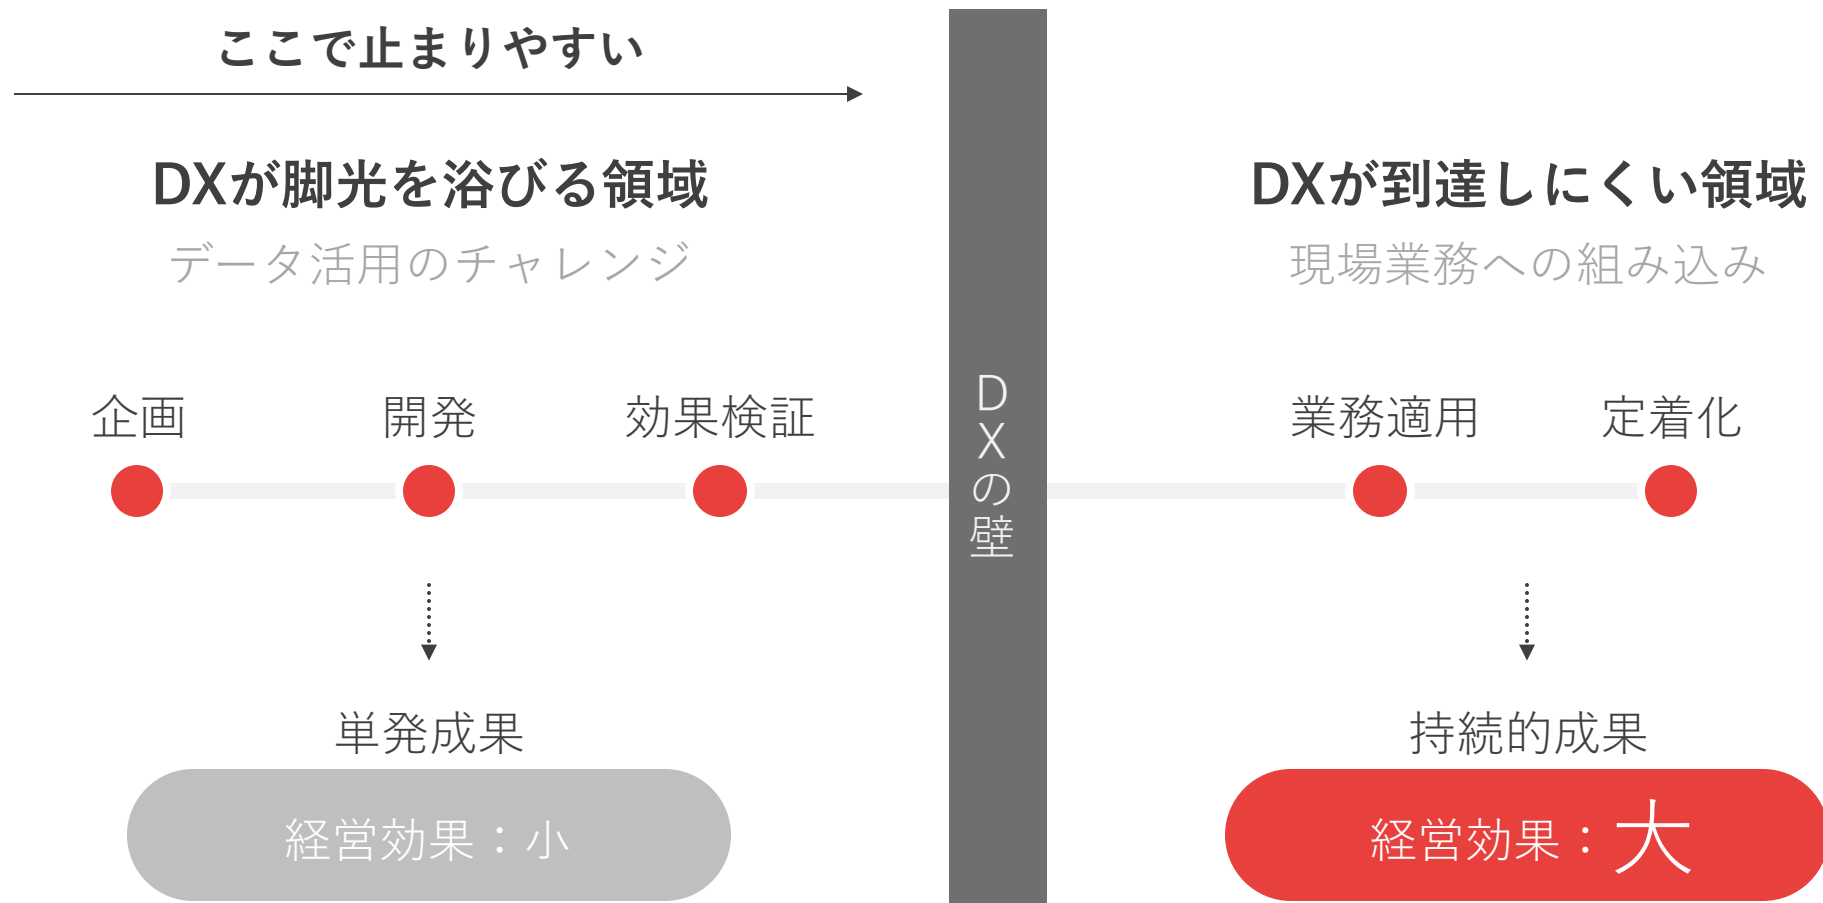 ここで止まりやすい
DXが脚光を浴びる領域
データ活用のチャレンジ
企画
開発
効果検証
単発成果
経営効果：小
DXの壁
DXが到達しにくい領域
現場業務への組み込み
業務適用
定着化
持続的成果
経営効果：大